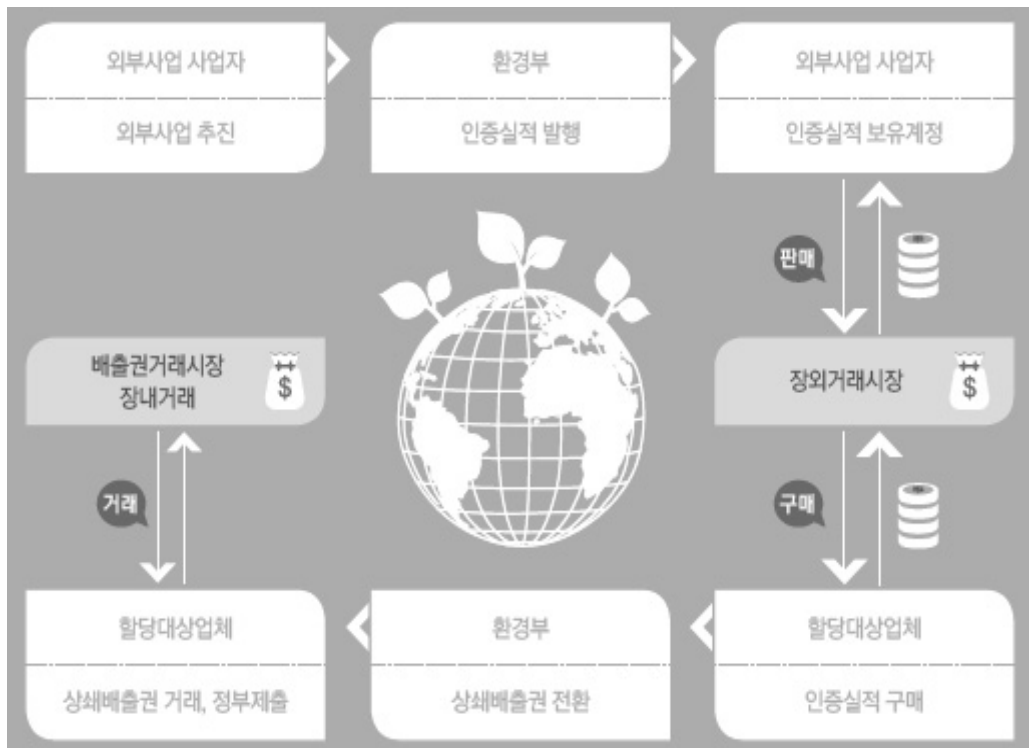 외부사업 사업자
외부사업 추진
환경부
인증실적 발행
외부사업 사업자
인증실적 보유계정
판매
배출권거래시장
장내거래
$
장외거래시장
$
거래
구매
할당대상업체
상쇄배출권 거래, 정부제출
환경부
상쇄배출권 전환
할당대상업체
인증실적 구매